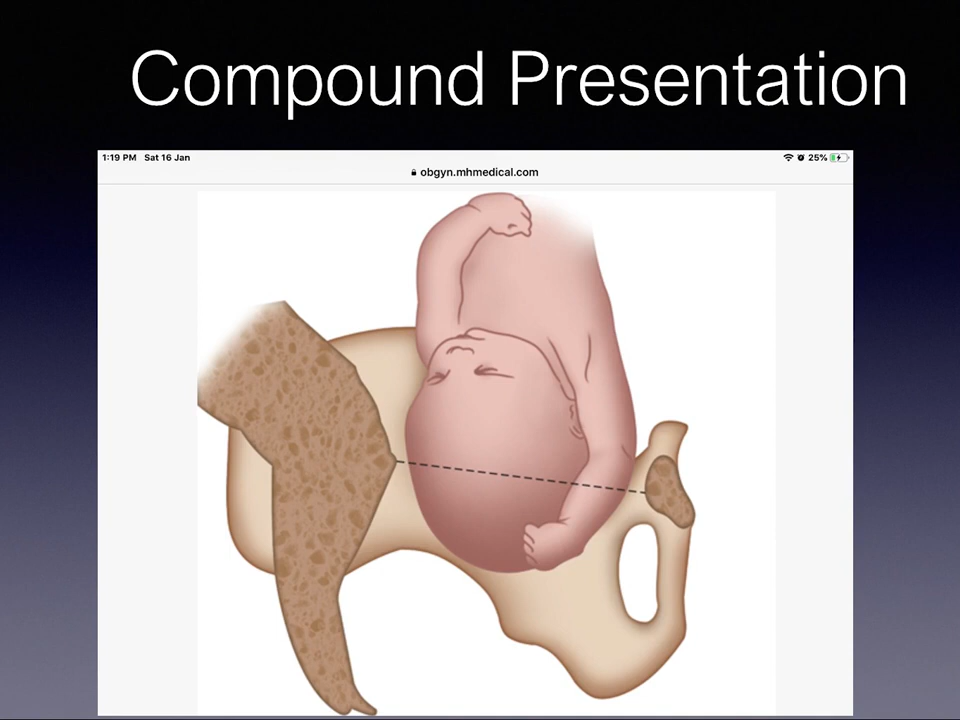 Compound Presentation
1:19 PM Sat 16 Jan
25%
obgyn.mhmedical.com